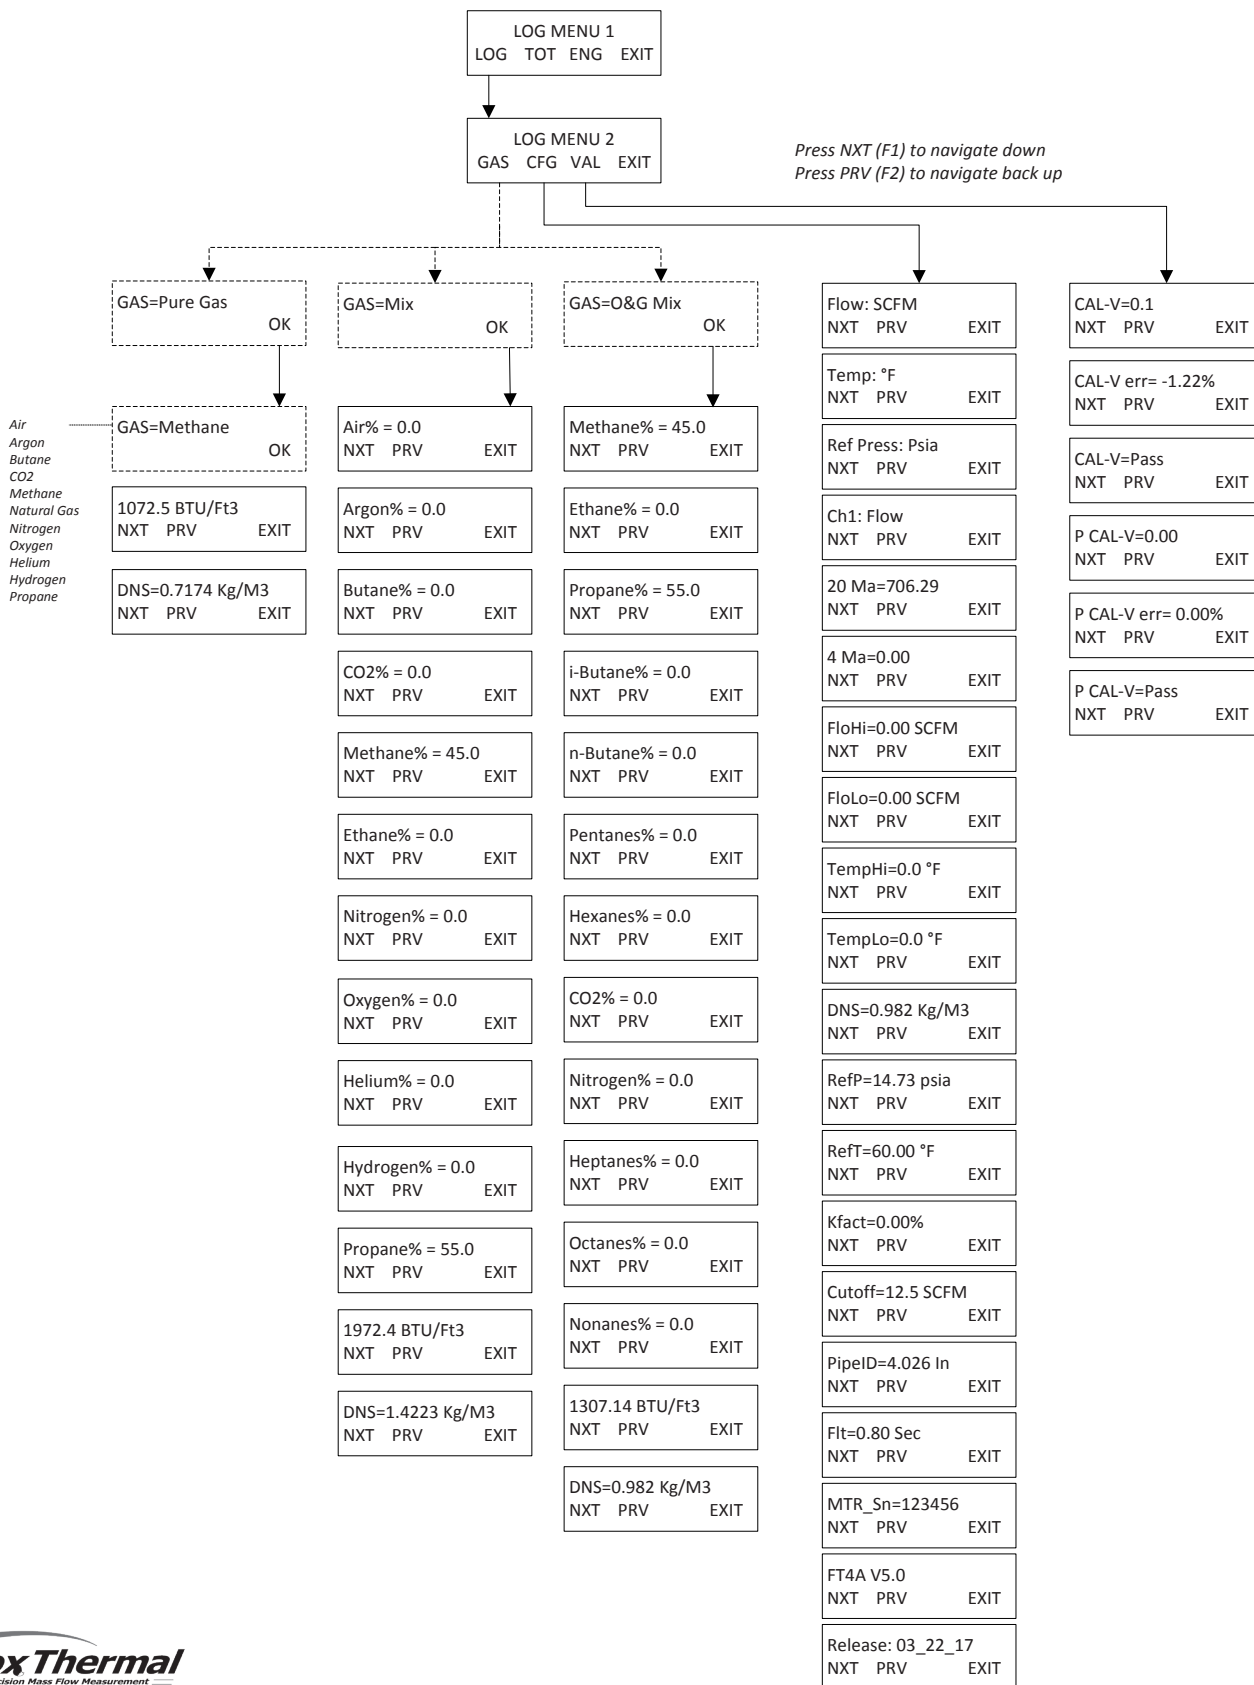 LOG MENU 1
LOG TOT ENG EXIT
LOG MENU 2
GAS CFG VAL EXIT
Press NXT (F1) to navigate down
Press PRV (F2) to navigate back up
GAS=Pure Gas
OK
GAS=Methane
OK
Air
Argon
Butane
CO2
Methane
Natural Gas
Nitrogen
Oxygen
Helium
Hydrogen
Propane
1072.5 BTU/Ft3
NXT PRV EXIT
DNS=0.7174 Kg/M3
NXT PRV EXIT
GAS=Mix
OK
Air% = 0.0
NXT PRV EXIT
Argon% = 0.0
NXT PRV EXIT
Butane% = 0.0
NXT PRV EXIT
CO2% = 0.0
NXT PRV EXIT
Methane% = 45.0
NXT PRV EXIT
Ethane% = 0.0
NXT PRV EXIT
Nitrogen% = 0.0
NXT PRV EXIT
Oxygen% = 0.0
NXT PRV EXIT
Helium% = 0.0
NXT PRV EXIT
Hydrogen% = 0.0
NXT PRV EXIT
Propane% = 55.0
NXT PRV EXIT
1972.4 BTU/Ft3
NXT PRV EXIT
DNS=1.4223 Kg/M3
NXT PRV EXIT
GAS=O&G Mix
OK
Methane% = 45.0
NXT PRV EXIT
Ethane% = 0.0
NXT PRV EXIT
Propane% = 55.0
NXT PRV EXIT
i-Butane% = 0.0
NXT PRV EXIT
n-Butane% = 0.0
NXT PRV EXIT
Pentanes% = 0.0
NXT PRV EXIT
Hexanes% = 0.0
NXT PRV EXIT
CO2% = 0.0
NXT PRV EXIT
Nitrogen% = 0.0
NXT PRV EXIT
Heptanes% = 0.0
NXT PRV EXIT
Octanes% = 0.0
NXT PRV EXIT
Nonanes% = 0.0
NXT PRV EXIT
1307.14 BTU/Ft3
NXT PRV EXIT
DNS=0.982 Kg/M3
NXT PRV EXIT
Flow: SCFM
NXT PRV EXIT
Temp: °F
NXT PRV EXIT
Ref Press: Psia
NXT PRV EXIT
Ch1: Flow
NXT PRV EXIT
20 Ma=706.29
NXT PRV EXIT
4 Ma=0.00
NXT PRV EXIT
FloHi=0.00 SCFM
NXT PRV EXIT
FloLo=0.00 SCFM
NXT PRV EXIT
TempHi=0.0 °F
NXT PRV EXIT
TempLo=0.0 °F
NXT PRV EXIT
DNS=0.982 Kg/M3
NXT PRV EXIT
RefP=14.73 psia
NXT PRV EXIT
RefT=60.00 °F
NXT PRV EXIT
Kfact=0.00%
NXT PRV EXIT
Cutoff=12.5 SCFM
NXT PRV EXIT
PipeID=4.026 In
NXT PRV EXIT
Flt=0.80 Sec
NXT PRV EXIT
MTR_Sn=123456
NXT PRV EXIT
FT4A V5.0
NXT PRV EXIT
Release: 03_22_17
NXT PRV EXIT
CAL-V=0.1
NXT PRV EXIT
CAL-V err= -1.22%
NXT PRV EXIT
CAL-V=Pass
NXT PRV EXIT
P CAL-V=0.00
NXT PRV EXIT
P CAL-V err= 0.00%
NXT PRV EXIT
P CAL-V=Pass
NXT PRV EXIT
ox Thermal
cision Mass Flow Measurement